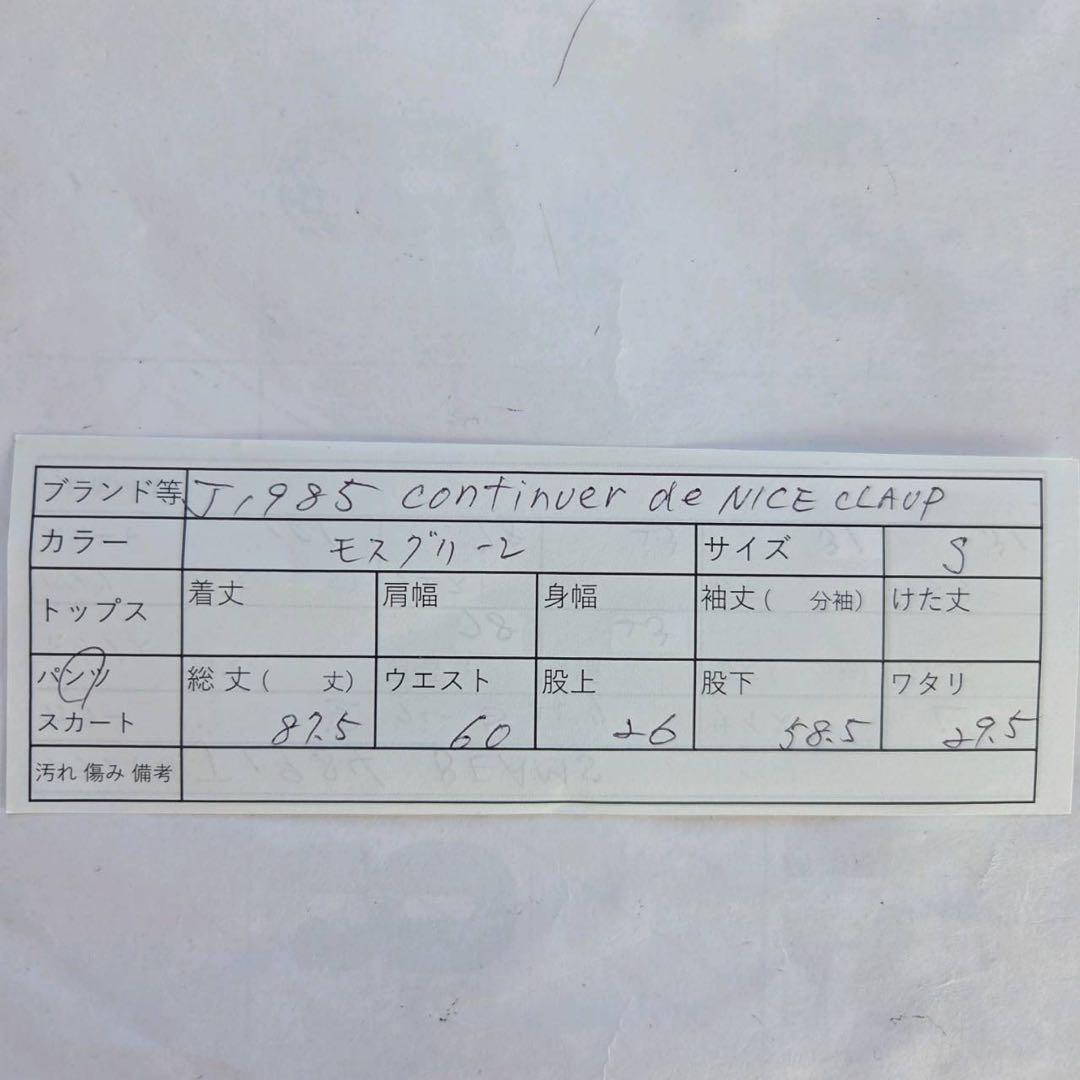 ブランド等 J1985 continuer de NICE CLAUP
カラー モスグリーン サイズ S
トップス 着丈 肩幅 身幅 袖丈( 分袖) けた丈
パンツ 総丈( 丈) ウエスト 股上 股下 ワタリ
スカート 87.5 60 26 58.5 29.5
汚れ 傷み 備考